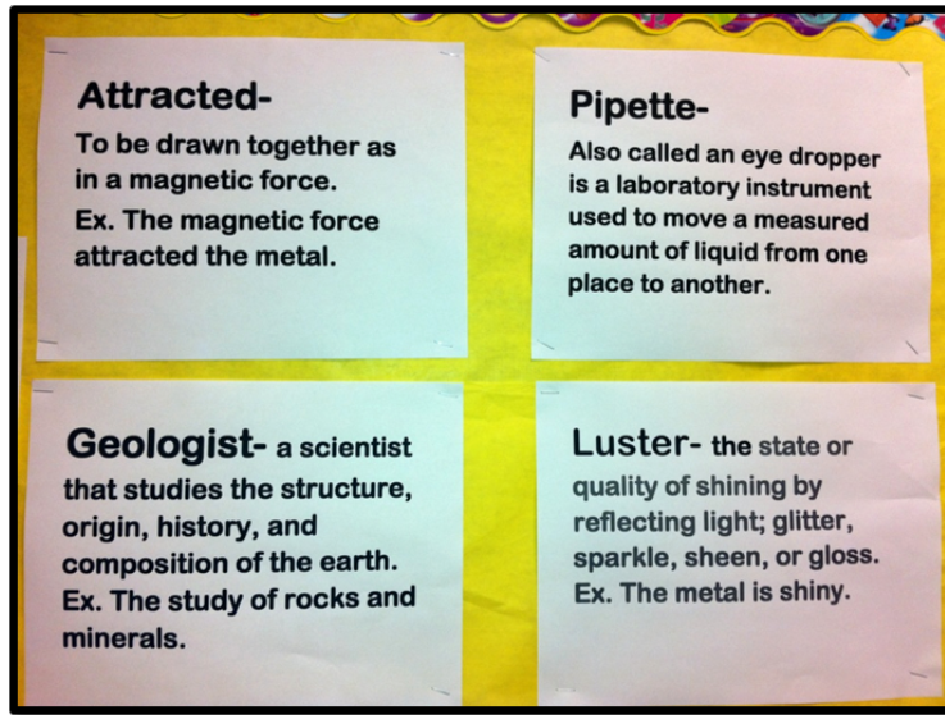 Attracted-
To be drawn together as
in a magnetic force.
Ex. The magnetic force
attracted the metal.
Pipette-
Also called an eye dropper
is a laboratory instrument
used to move a measured
amount of liquid from one
place to another.
Geologist- a scientist
that studies the structure,
origin, history, and
composition of the earth.
Ex. The study of rocks and
minerals.
Luster- the state or
quality of shining by
reflecting light; glitter,
sparkle, sheen, or gloss.
Ex. The metal is shiny.